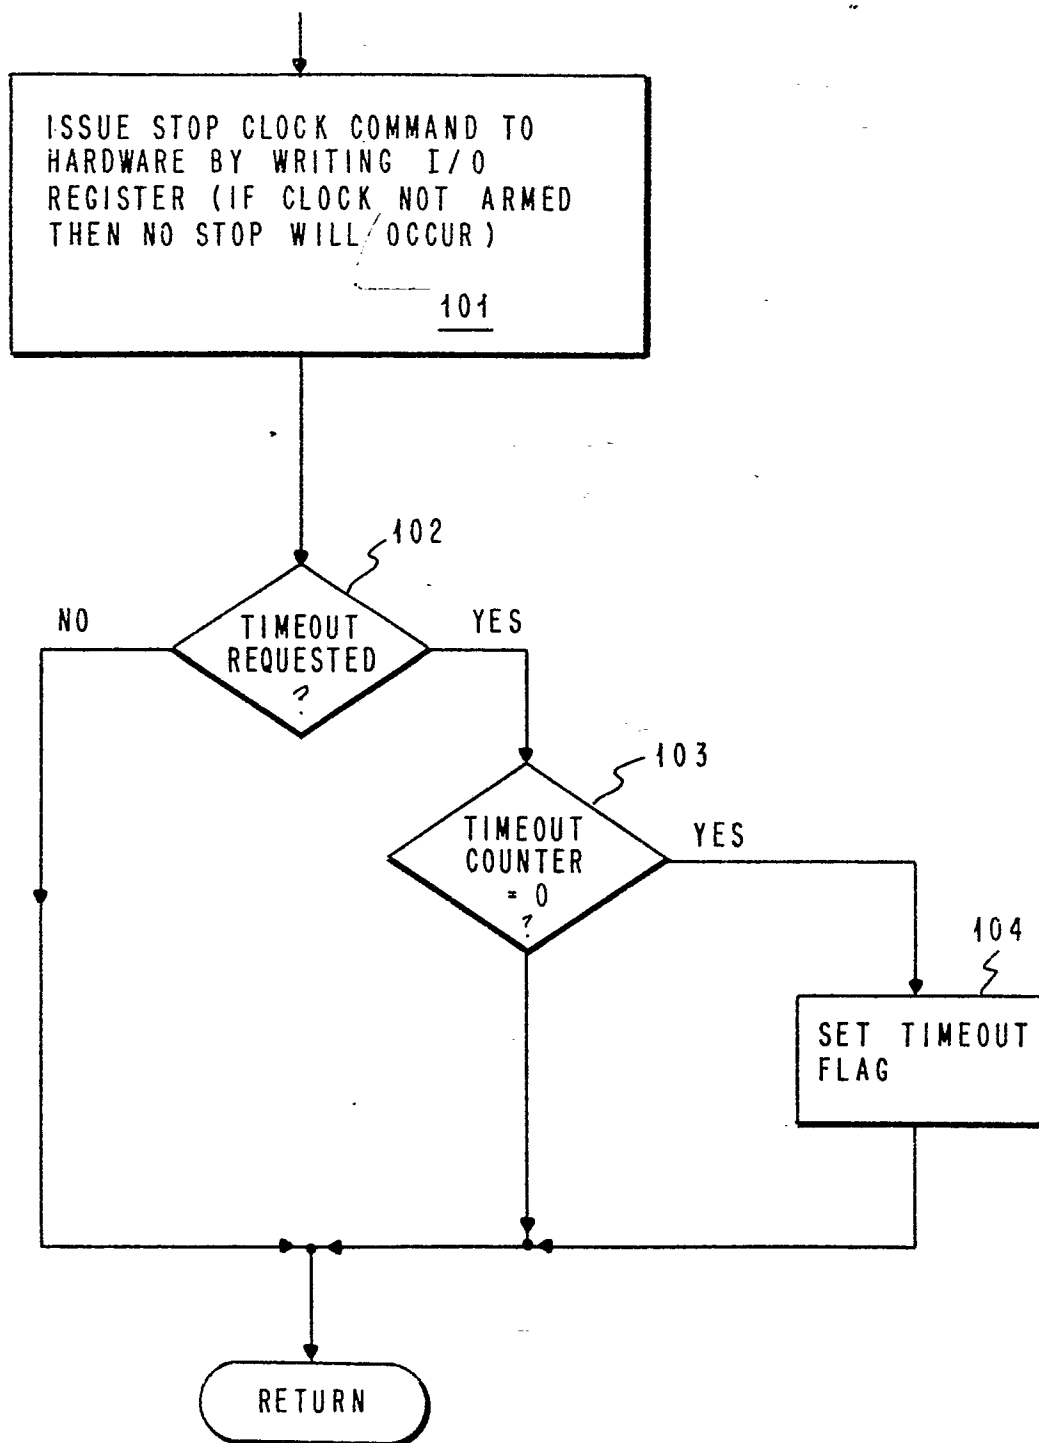 ISSUE STOP CLOCK COMMAND TO
HARDWARE BY WRITING I/O
REGISTER (IF CLOCK NOT ARMED
THEN NO STOP WILL OCCUR)
101
102
NO
YES
TIMEOUT
REQUESTED
?
103
TIMEOUT
COUNTER
= 0
?
YES
104
SET TIMEOUT
FLAG
RETURN